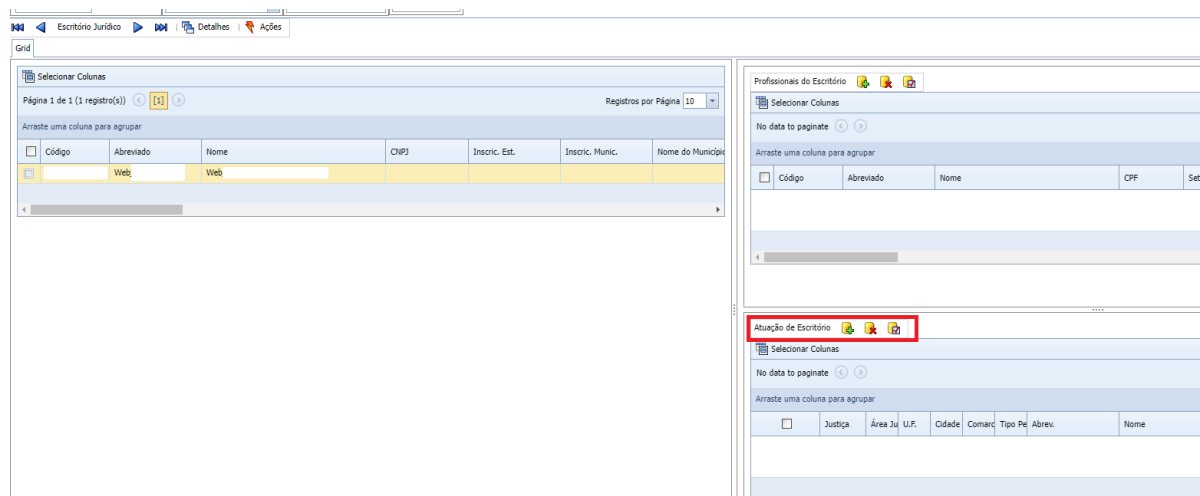 Escritório Jurídico Detalhes Ações
Grid
Selecionar Colunas
Página 1 de 1 (1 registro(s)) [1] Registros por Página 10
Arraste uma coluna para agrupar
Código Abreviado Nome CNPJ Inscric. Est. Inscric. Munic. Nome do Municípi
Web Web
Profissionais do Escritório
Selecionar Colunas
No data to paginate
Arraste uma coluna para agrupar
Código Abreviado Nome CPF Set
Atuação de Escritório
Selecionar Colunas
No data to paginate
Arraste uma coluna para agrupar
Justiça Área Ju U.F. Cidade Comarc Tipo Pe Abrev. Nome